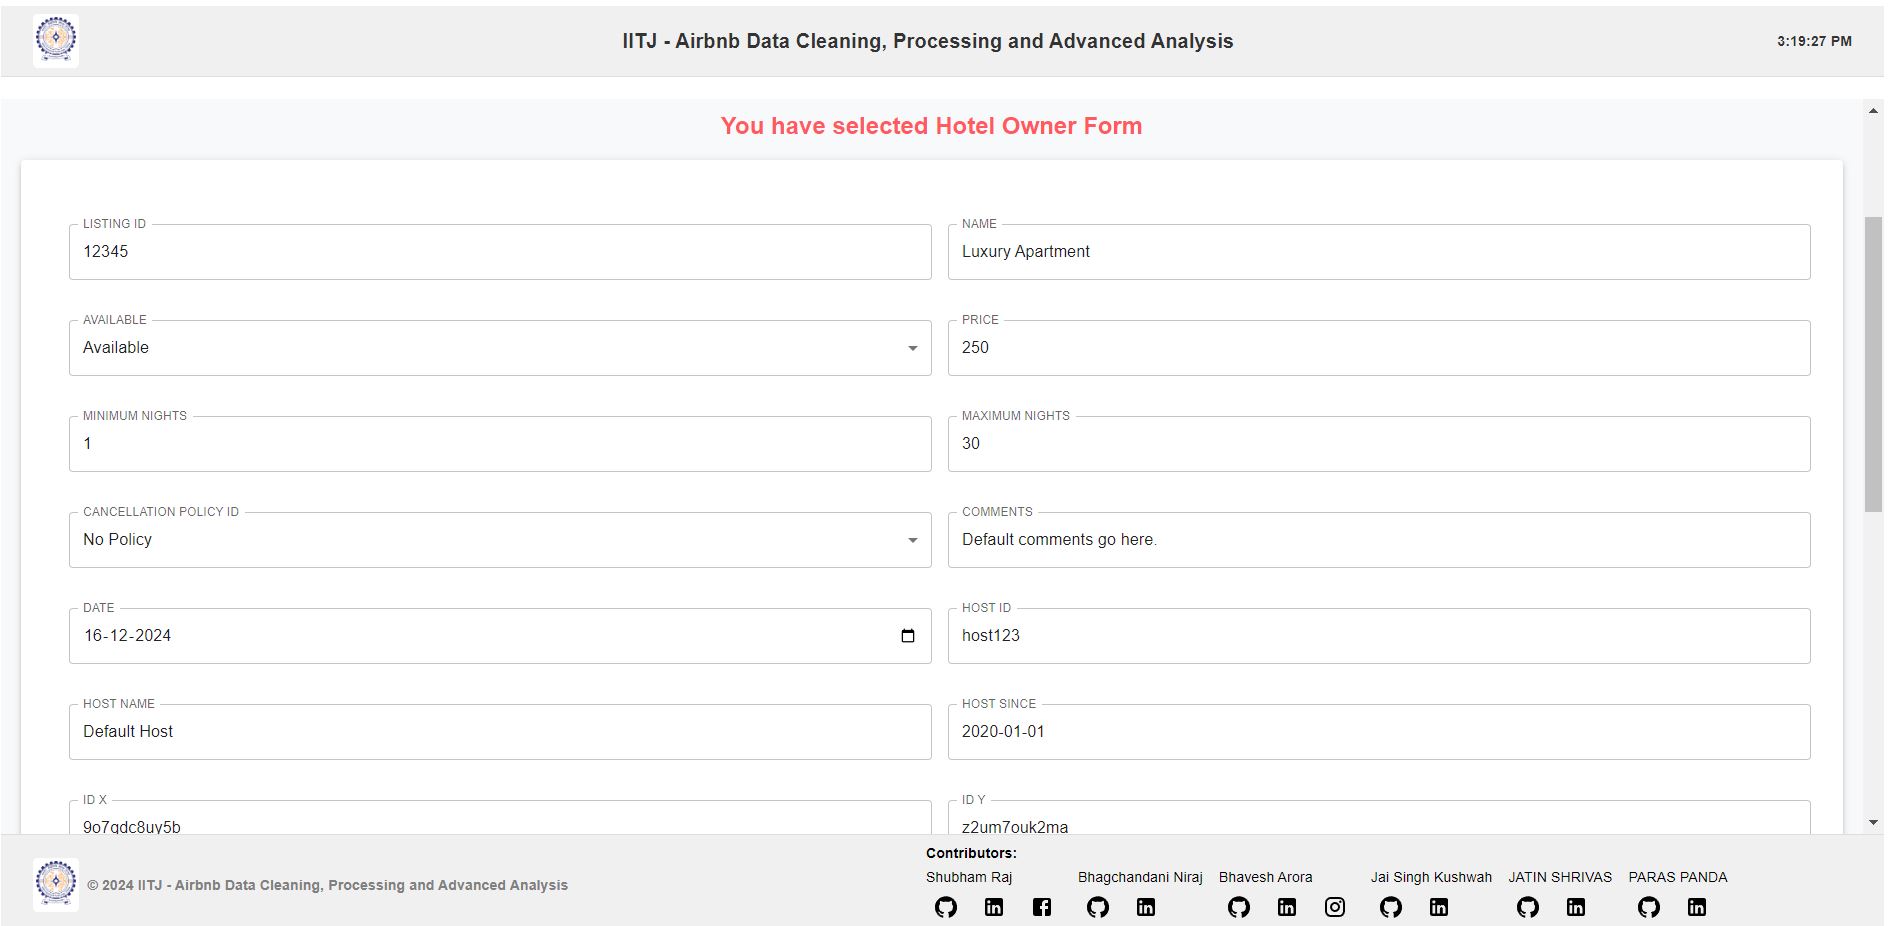 IITJ - Airbnb Data Cleaning, Processing and Advanced Analysis
3:19:27 PM
You have selected Hotel Owner Form
LISTING ID
12345
NAME
Luxury Apartment
AVAILABLE
Available
PRICE
250
MINIMUM NIGHTS
1
MAXIMUM NIGHTS
30
CANCELLATION POLICY ID
No Policy
COMMENTS
Default comments go here.
DATE
16-12-2024
HOST ID
host123
HOST NAME
Default Host
HOST SINCE
2020-01-01
ID X
9o7gdc8uy5b
ID Y
z2um7ouk2ma
© 2024 IITJ - Airbnb Data Cleaning, Processing and Advanced Analysis
Contributors:
Shubham Raj
Bhagchandani Niraj
Bhavesh Arora
Jai Singh Kushwah
JATIN SHRIVAS
PARAS PANDA